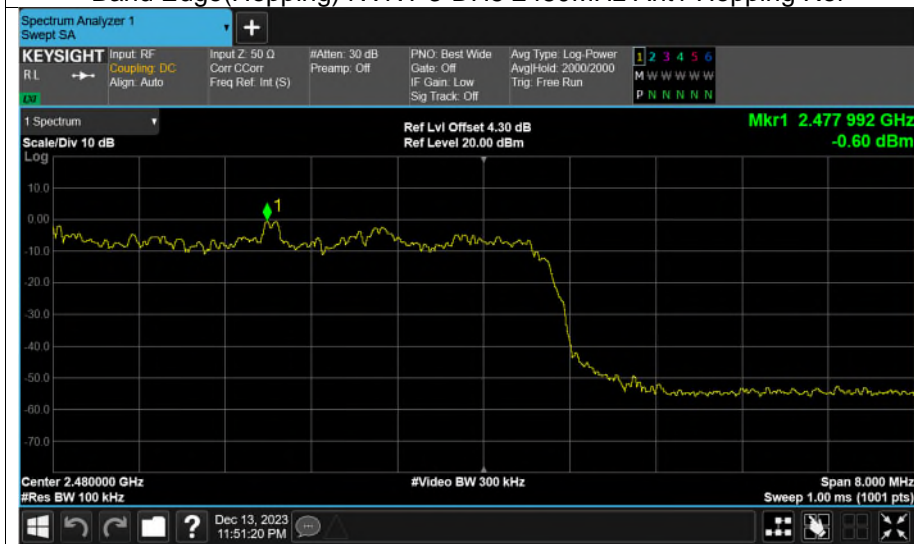 Spectrum Analyzer 1
Swept SA
+
KEYSIGHT
RL
LXI
Input: RF
Coupling: DC
Align: Auto
Input Z: 50 Ω
Corr CCorr
Freq Ref: Int (S)
#Atten: 30 dB
Preamp: Off
PNO: Best Wide
Gate: Off
IF Gain: Low
Sig Track: Off
Avg Type: Log-Power
Avg|Hold: 2000/2000
Trig: Free Run
1 2 3 4 5 6
M W W W W W
P N N N N N
1 Spectrum
Scale/Div 10 dB
Log
Ref Lvl Offset 4.30 dB
Ref Level 20.00 dBm
Mkr1 2.477 992 GHz
-0.60 dBm
1
10.0
0.00
-10.0
-20.0
-30.0
-40.0
-50.0
-60.0
-70.0
Center 2.480000 GHz
#Res BW 100 kHz
#Video BW 300 kHz
Span 8.000 MHz
Sweep 1.00 ms (1001 pts)
?
Dec 13, 2023
11:51:20 PM